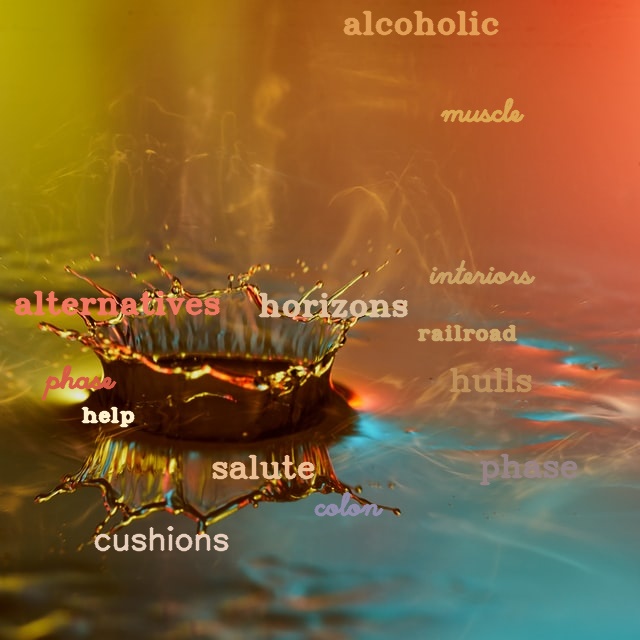 alcoholic
muscle
interiors
alternatives horizons
railroad
phase hulls
help
salute phase
colon
cushions